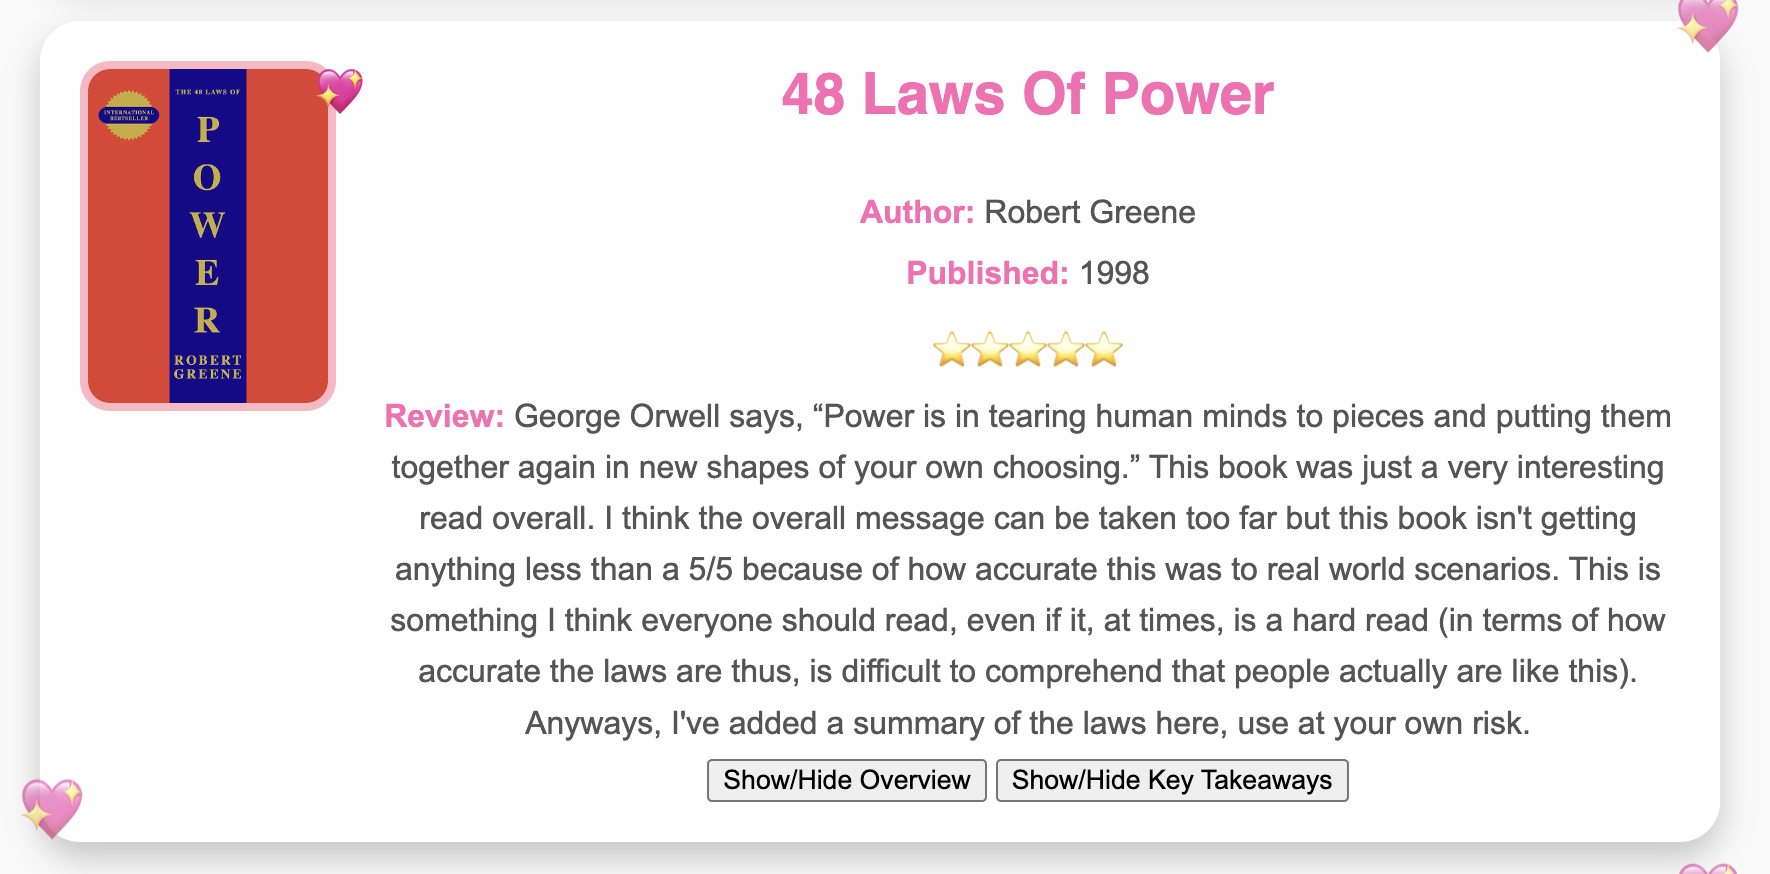 INTERNATIONAL
BESTSELLER
THE 48 LAWS OF
P
O
W
E
R
ROBERT
GREENE
48 Laws Of Power
Author: Robert Greene
Published: 1998
Review: George Orwell says, “Power is in tearing human minds to pieces and putting them
together again in new shapes of your own choosing.” This book was just a very interesting
read overall. I think the overall message can be taken too far but this book isn't getting
anything less than a 5/5 because of how accurate this was to real world scenarios. This is
something I think everyone should read, even if it, at times, is a hard read (in terms of how
accurate the laws are thus, is difficult to comprehend that people actually are like this).
Anyways, I've added a summary of the laws here, use at your own risk.
Show/Hide Overview Show/Hide Key Takeaways